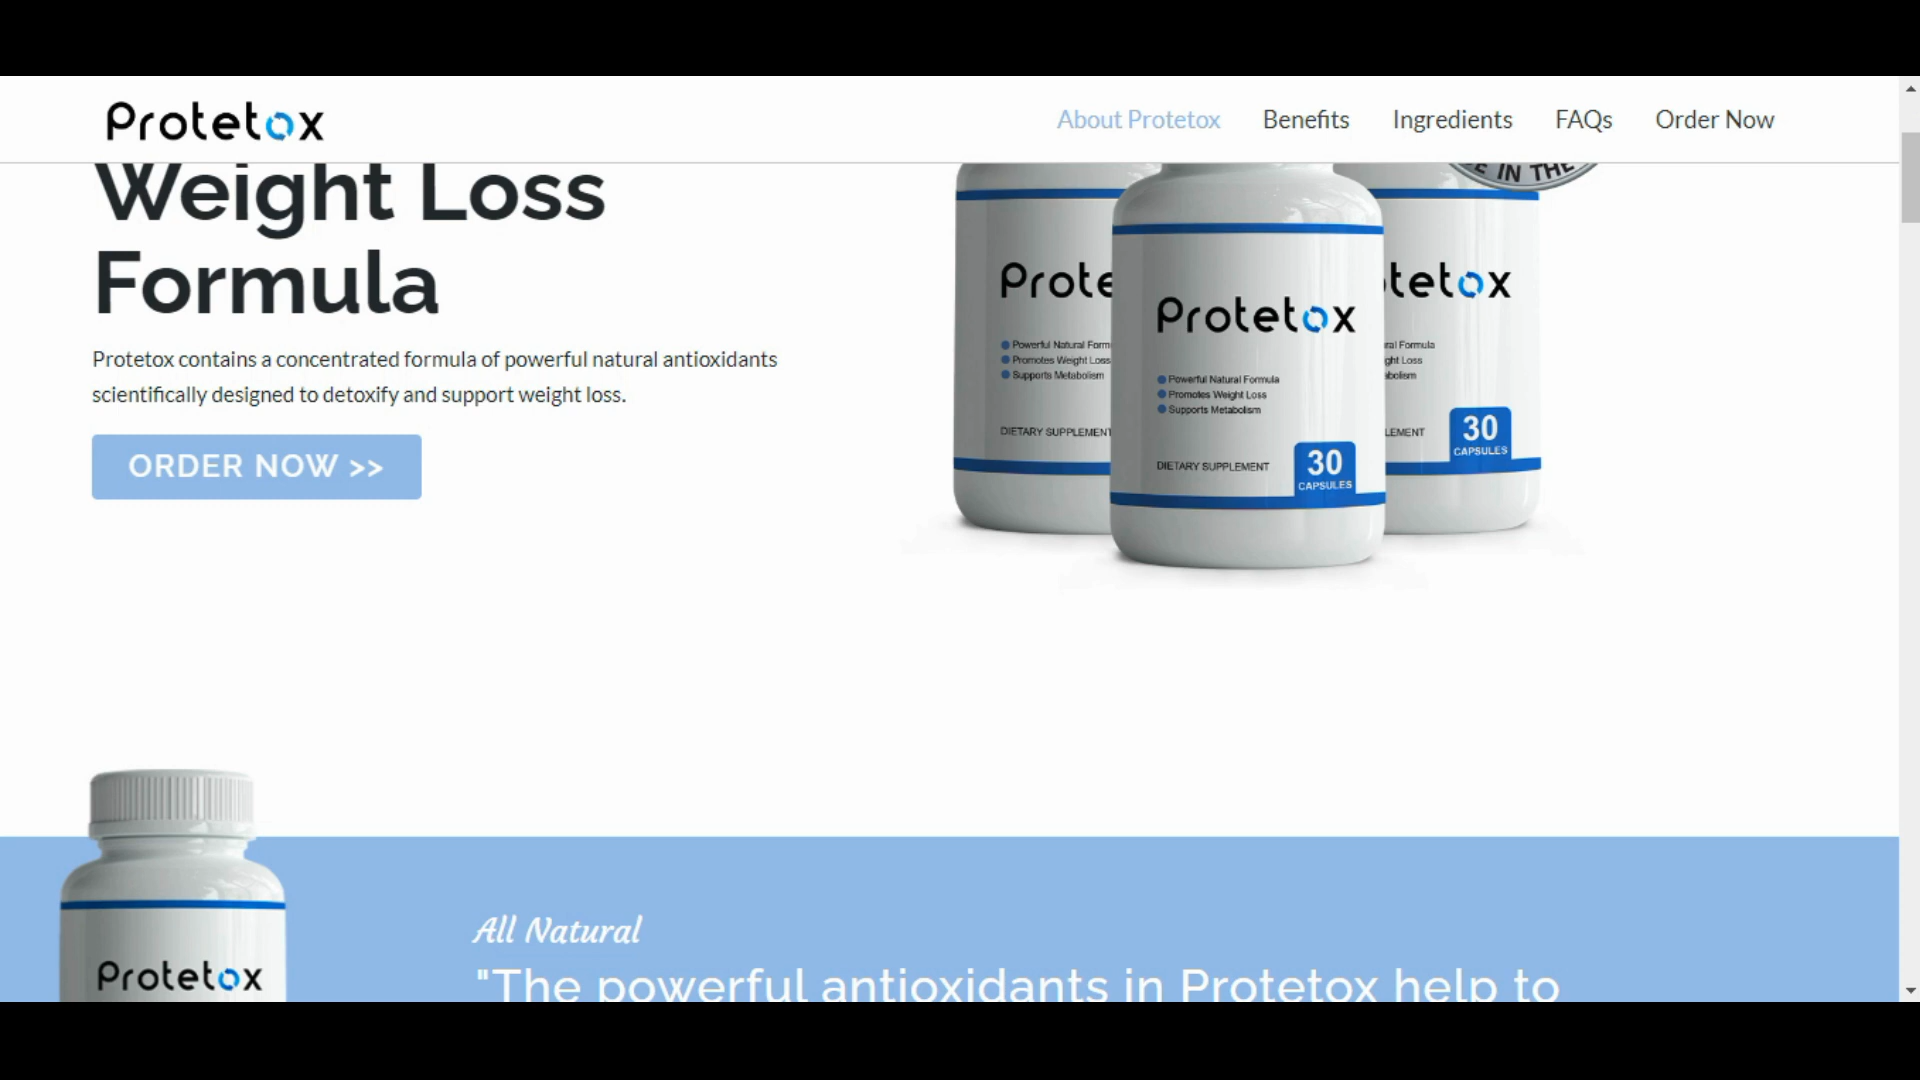 Protetox
About Protetox Benefits Ingredients FAQs Order Now
Weight Loss
Formula
Protetox contains a concentrated formula of powerful natural antioxidants
scientifically designed to detoxify and support weight loss.
ORDER NOW >>
IN THE
Prote
Powerful Natural Form
Promotes Weight Loss
Supports Metabolism
DIETARY SUPPLEMENT
Protetox
Powerful Natural Formula
Promotes Weight Loss
Supports Metabolism
DIETARY SUPPLEMENT
30
CAPSULES
tetox
ral Formula
ght Loss
abolism
LEMENT
30
CAPSULES
Protetox
All Natural
"The powerful antioxidants in Protetox help to